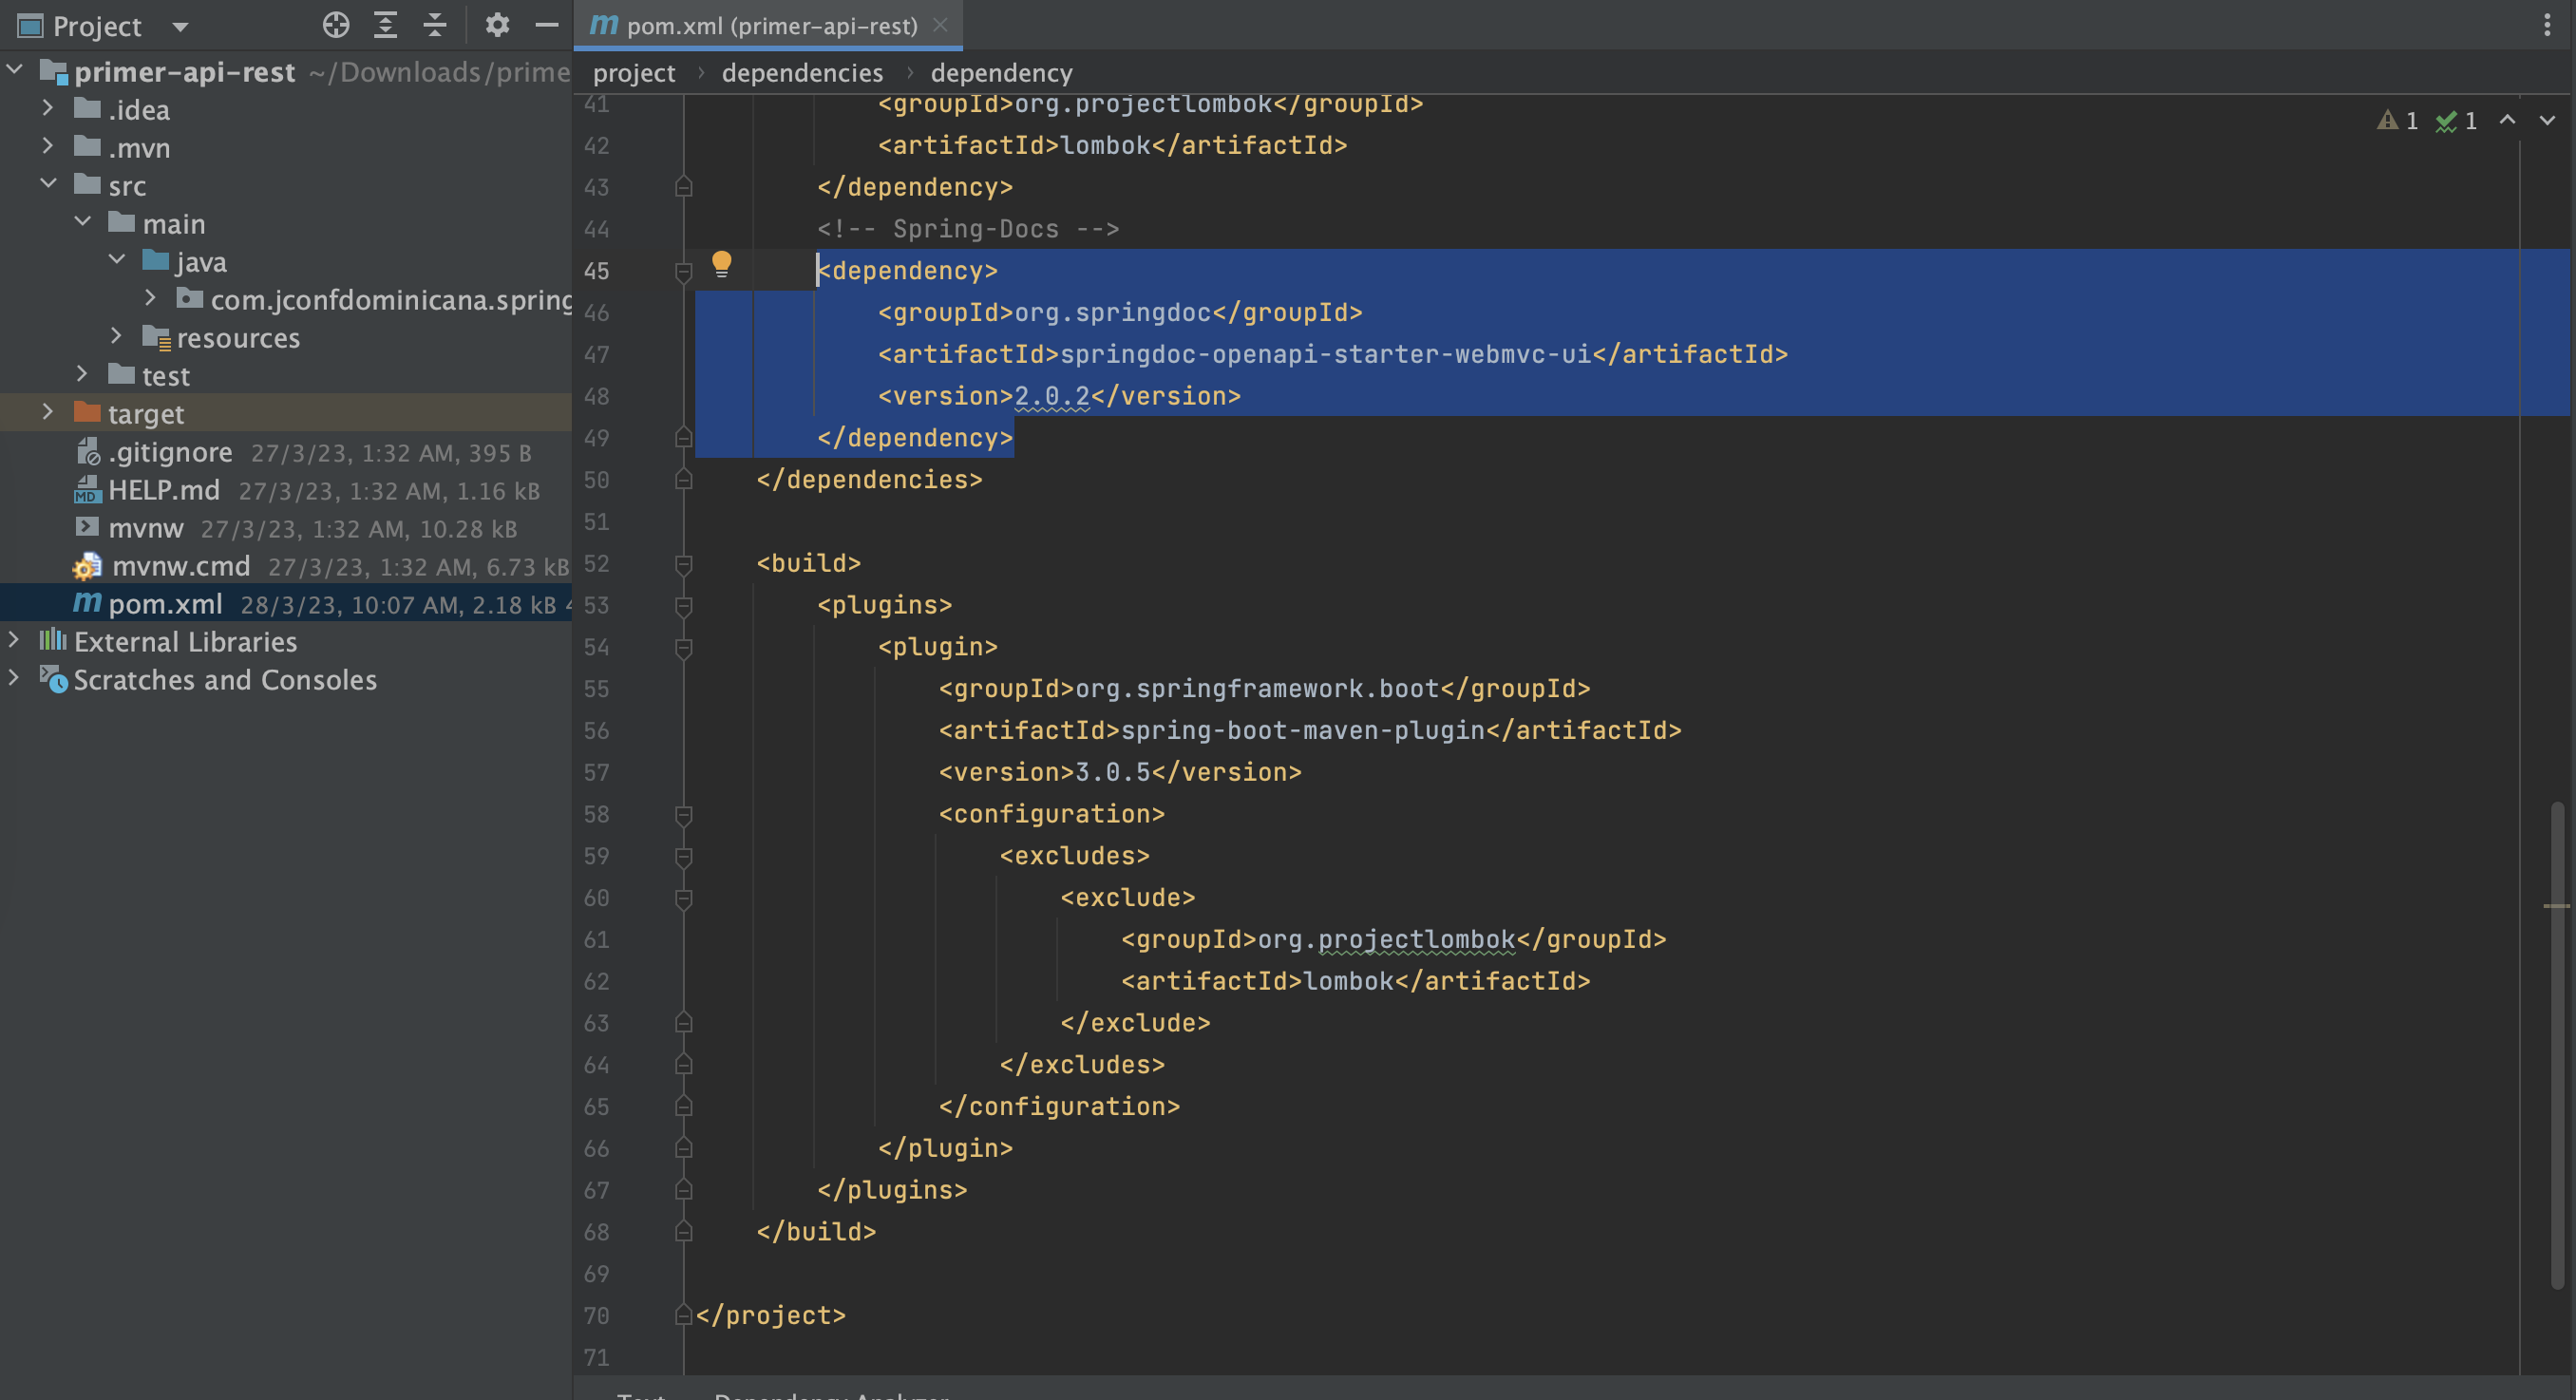 Project
primer-api-rest ~/Downloads/prime
.idea
.mvn
src
main
java
com.jconfdominicana.spring
resources
test
target
.gitignore 27/3/23, 1:32 AM, 395 B
HELP.md 27/3/23, 1:32 AM, 1.16 kB
mvnw 27/3/23, 1:32 AM, 10.28 kB
mvnw.cmd 27/3/23, 1:32 AM, 6.73 kB
pom.xml 28/3/23, 10:07 AM, 2.18 kB
External Libraries
Scratches and Consoles
pom.xml (primer-api-rest)
project › dependencies › dependency
1 1
41 <groupId>org.projectlombok</groupId>
42 <artifactId>lombok</artifactId>
43 </dependency>
44 <!-- Spring-Docs -->
45 <dependency>
46 <groupId>org.springdoc</groupId>
47 <artifactId>springdoc-openapi-starter-webmvc-ui</artifactId>
48 <version>2.0.2</version>
49 </dependency>
50 </dependencies>
51
52 <build>
53 <plugins>
54 <plugin>
55 <groupId>org.springframework.boot</groupId>
56 <artifactId>spring-boot-maven-plugin</artifactId>
57 <version>3.0.5</version>
58 <configuration>
59 <excludes>
60 <exclude>
61 <groupId>org.projectlombok</groupId>
62 <artifactId>lombok</artifactId>
63 </exclude>
64 </excludes>
65 </configuration>
66 </plugin>
67 </plugins>
68 </build>
69
70 </project>
71
Text Dependency Analyzer